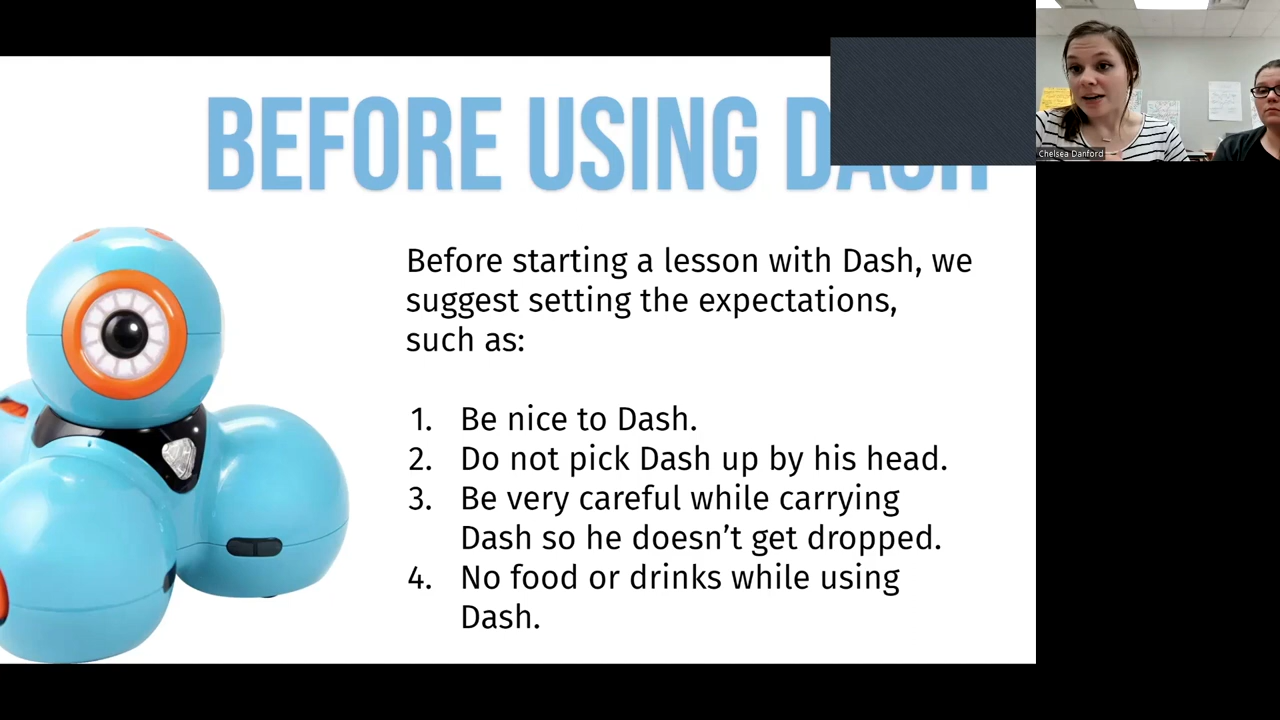 BEFORE USING DASH
Chelsea Danford
Before starting a lesson with Dash, we
suggest setting the expectations,
such as:
1. Be nice to Dash.
2. Do not pick Dash up by his head.
3. Be very careful while carrying
Dash so he doesn’t get dropped.
4. No food or drinks while using
Dash.